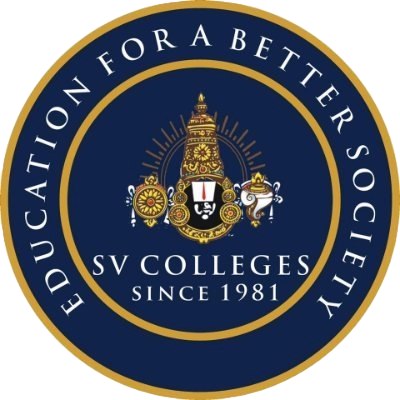 EDUCATION FOR A BETTER SOCIETY
SV COLLEGES
SINCE 1981